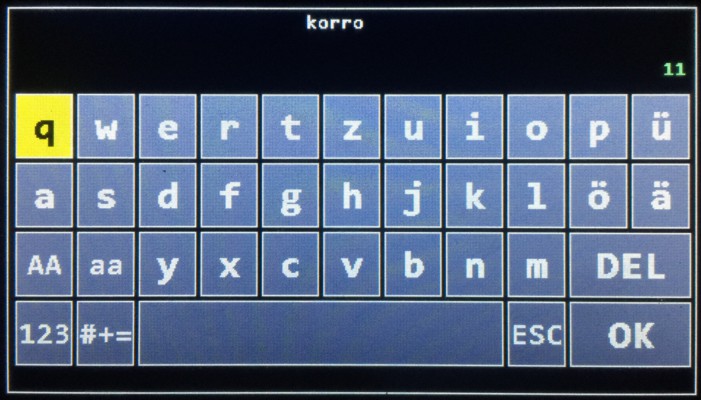 korro
11
q w e r t z u i o p ü
a s d f g h j k l ö ä
AA aa y x c v b n m DEL
123 #+= ESC OK